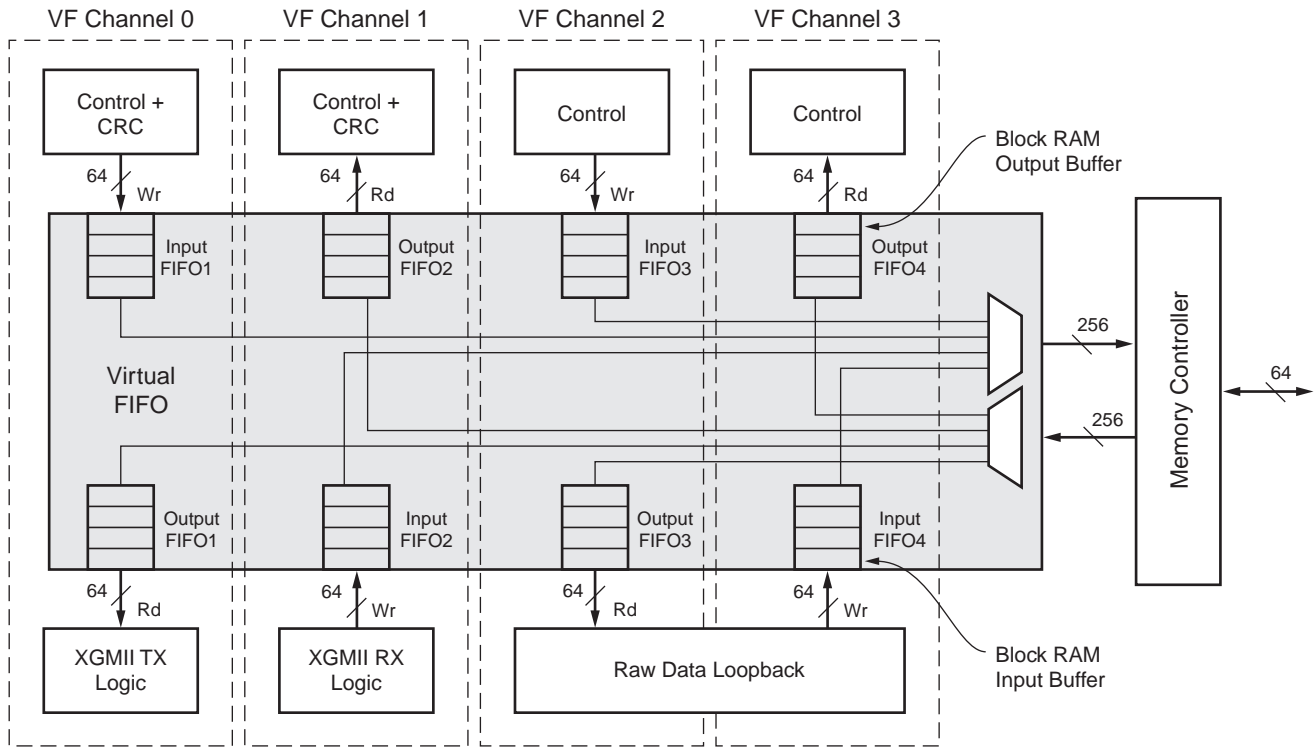 VF Channel 0
VF Channel 1
VF Channel 2
VF Channel 3
Control +
CRC
Control +
CRC
Control
Control
Block RAM
Output Buffer
64
Wr
64
Rd
64
Wr
64
Rd
Input
FIFO1
Output
FIFO2
Input
FIFO3
Output
FIFO4
Virtual
FIFO
256
256
Memory Controller
64
Output
FIFO1
Input
FIFO2
Output
FIFO3
Input
FIFO4
64
Rd
64
Wr
64
Rd
64
Wr
XGMII TX
Logic
XGMII RX
Logic
Raw Data Loopback
Block RAM
Input Buffer